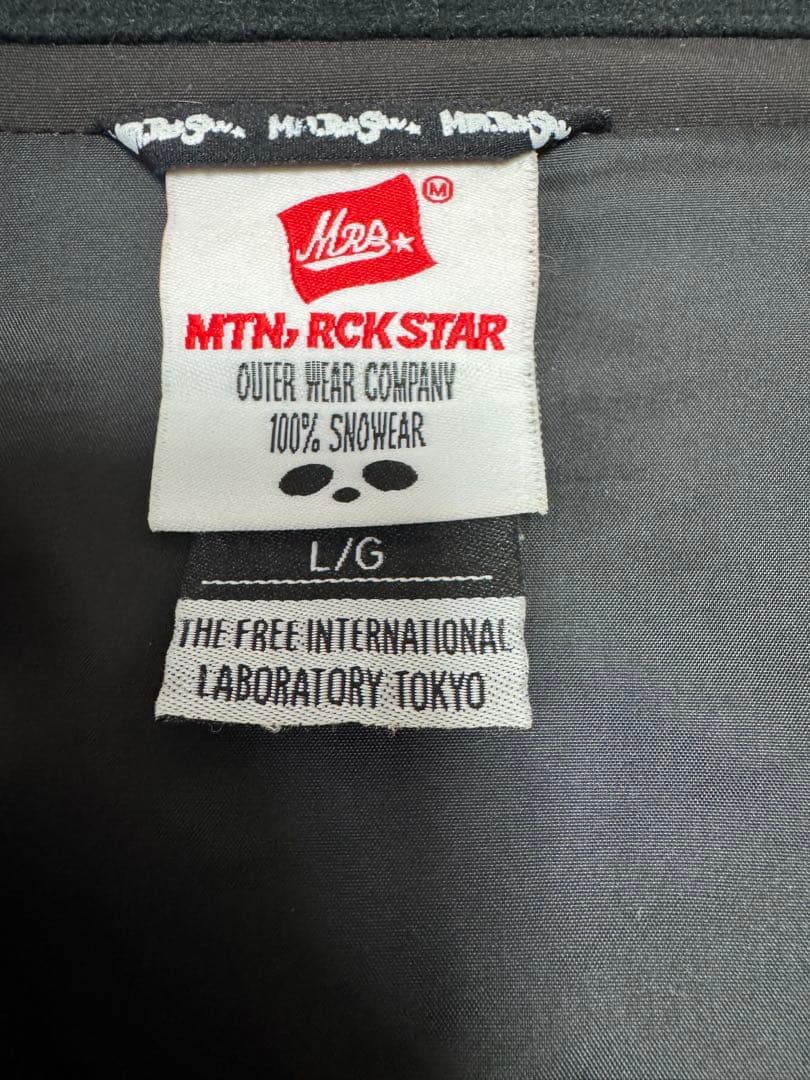 Ⓜ
MRS★
MTN, RCK STAR
OUTER WEAR COMPANY
100% SNOWEAR
L/G
THE FREE INTERNATIONAL
LABORATORY TOKYO